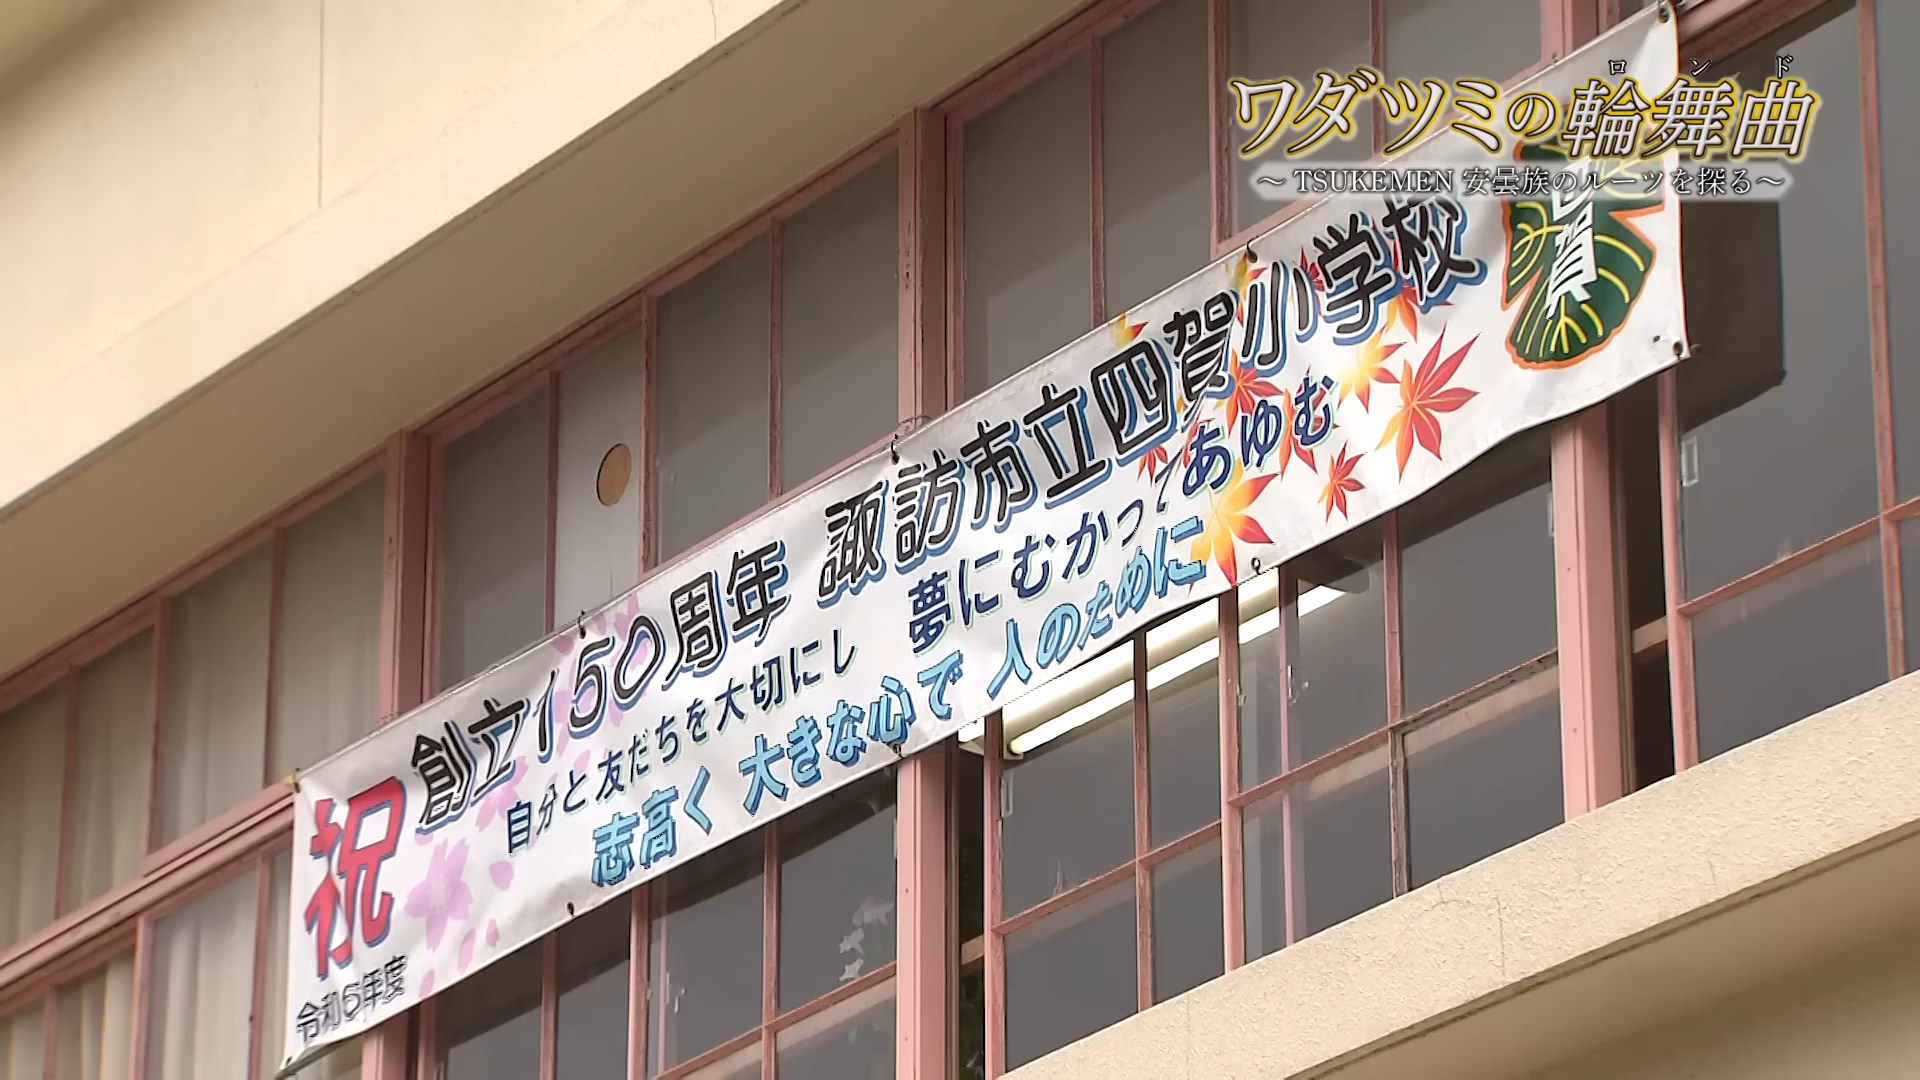 ロンド
ワダツミの輪舞曲
～TSUKEMEN 安曇族のルーツを探る～
祝
創立150周年 諏訪市立四賀小学校
自分と友だちを大切にし 夢にむかってあゆむ
志高く 大きな心で 人のために
令和6年度
賀